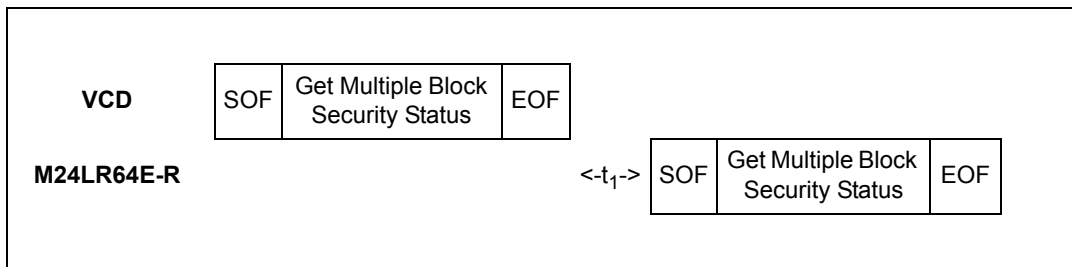 VCD
SOF
Get Multiple Block
Security Status
EOF
M24LR64E-R
<-t₁->
SOF
Get Multiple Block
Security Status
EOF